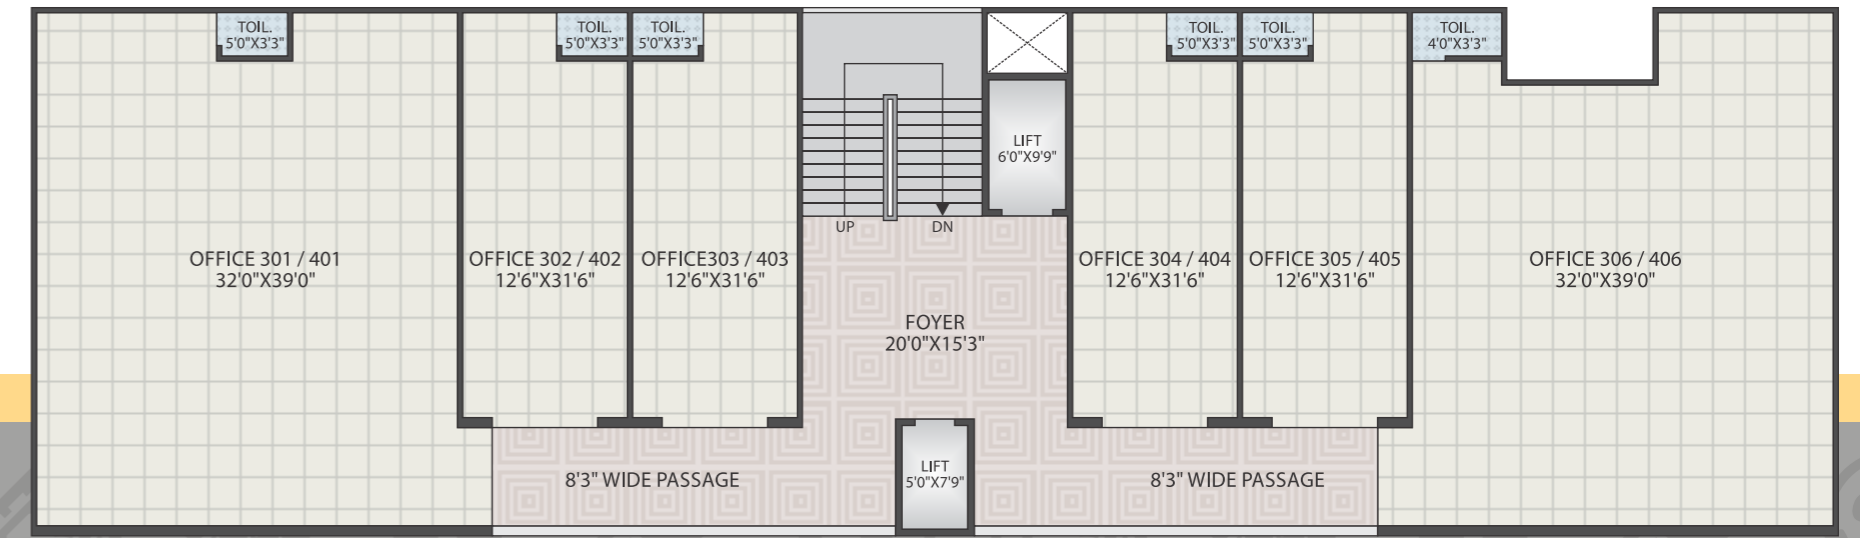 TOIL.
5'0"X3'3"
TOIL.
5'0"X3'3"
TOIL.
5'0"X3'3"
TOIL.
5'0"X3'3"
TOIL.
5'0"X3'3"
TOIL.
4'0"X3'3"
LIFT
6'0"X9'9"
UP
DN
OFFICE 301 / 401
32'0"X39'0"
OFFICE 302 / 402
12'6"X31'6"
OFFICE303 / 403
12'6"X31'6"
OFFICE 304 / 404
12'6"X31'6"
OFFICE 305 / 405
12'6"X31'6"
OFFICE 306 / 406
32'0"X39'0"
FOYER
20'0"X15'3"
8'3" WIDE PASSAGE
LIFT
5'0"X7'9"
8'3" WIDE PASSAGE